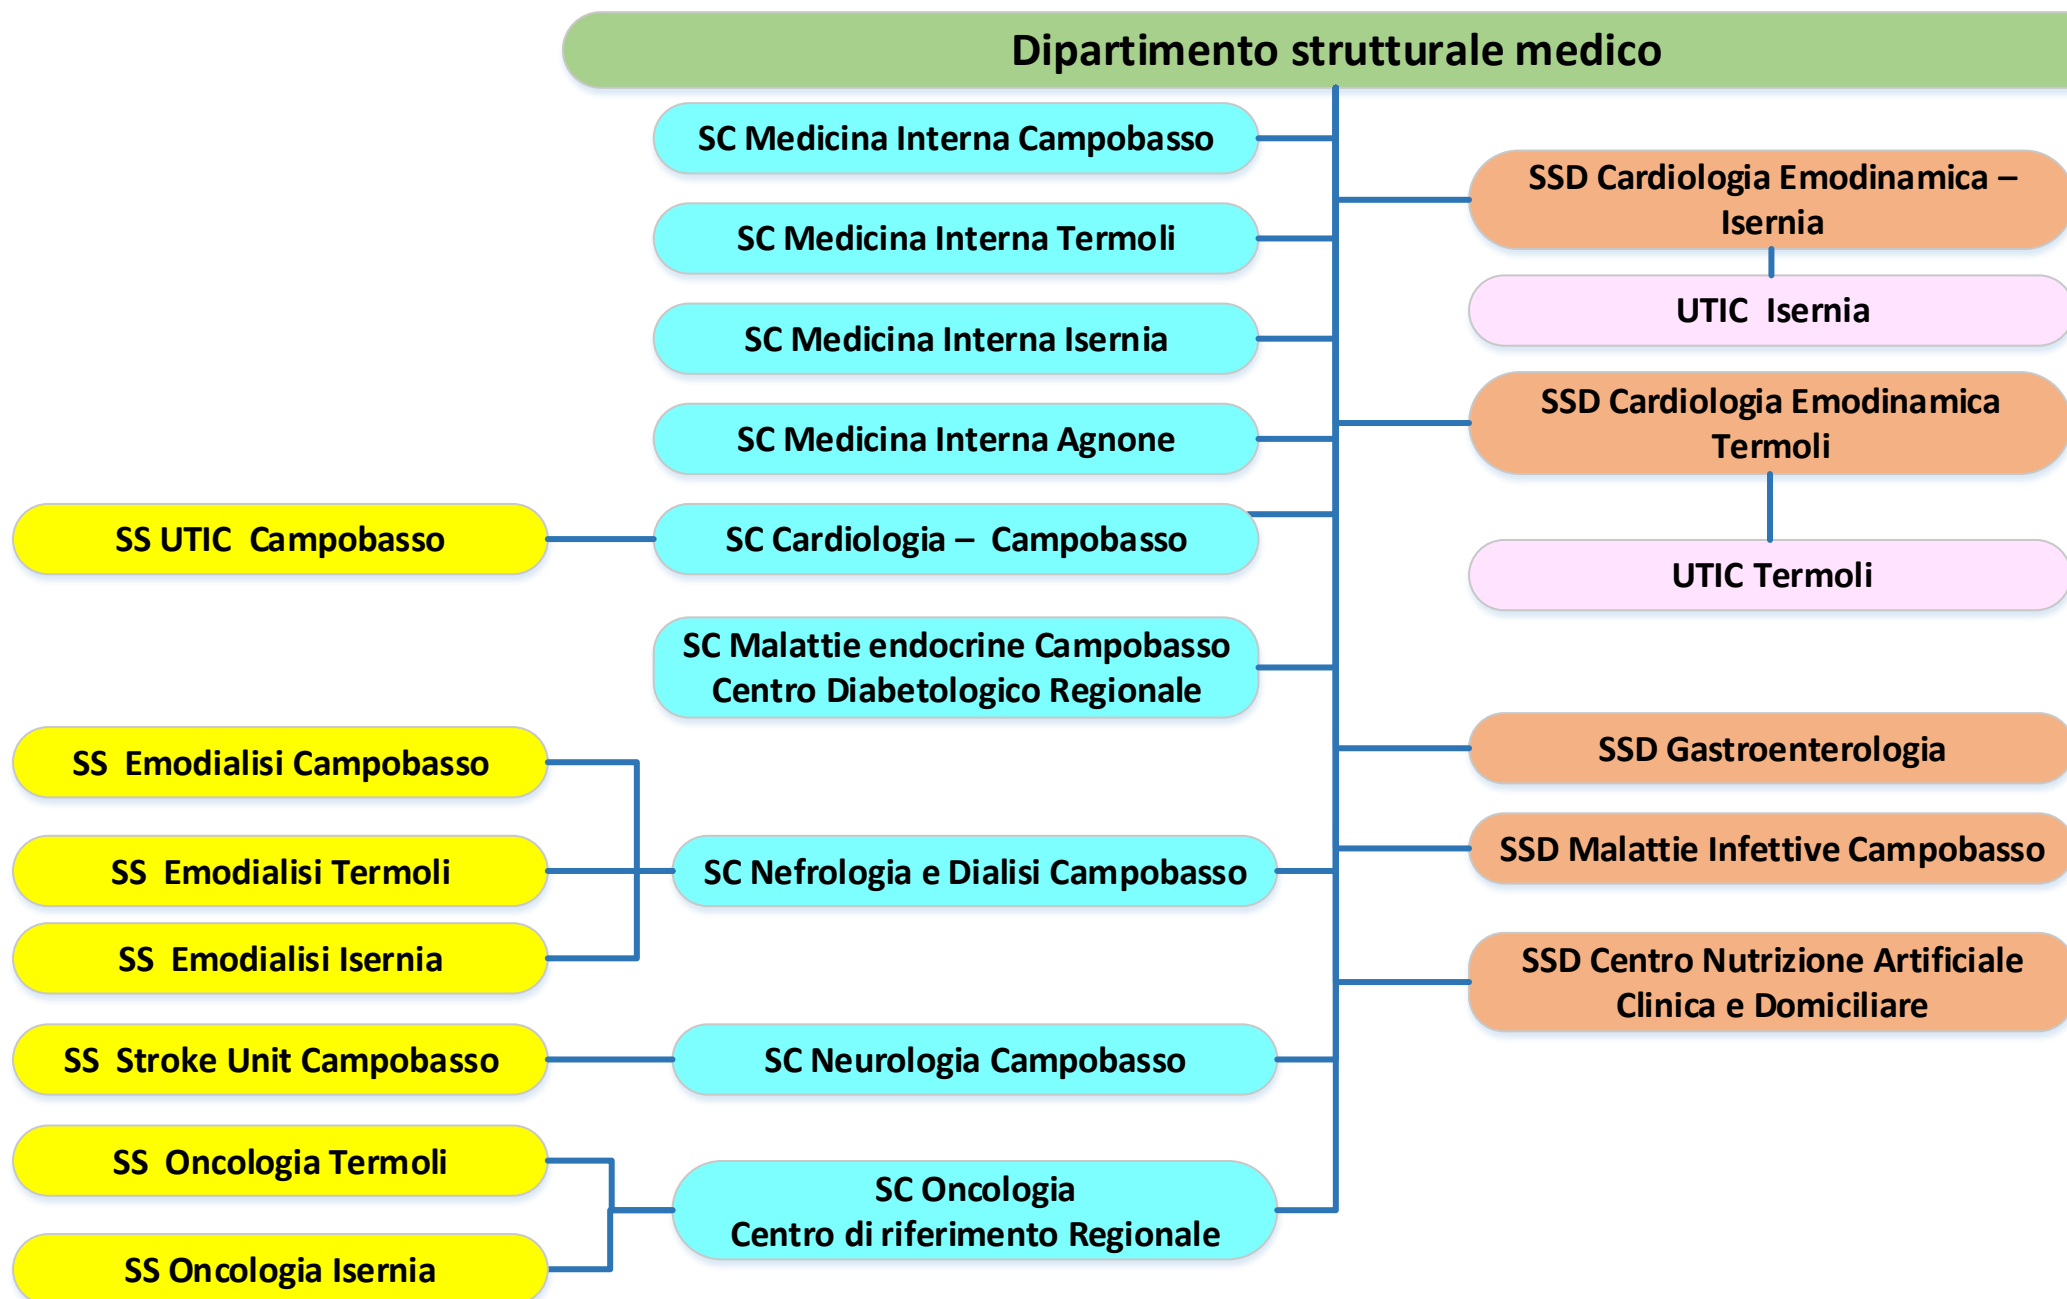 Dipartimento strutturale medico
SC Medicina Interna Campobasso
SC Medicina Interna Termoli
SC Medicina Interna Isernia
SC Medicina Interna Agnone
SS UTIC Campobasso
SC Cardiologia – Campobasso
SC Malattie endocrine Campobasso
Centro Diabetologico Regionale
SS Emodialisi Campobasso
SS Emodialisi Termoli
SS Emodialisi Isernia
SC Nefrologia e Dialisi Campobasso
SS Stroke Unit Campobasso
SC Neurologia Campobasso
SS Oncologia Termoli
SS Oncologia Isernia
SC Oncologia
Centro di riferimento Regionale
SSD Cardiologia Emodinamica –
Isernia
UTIC Isernia
SSD Cardiologia Emodinamica
Termoli
UTIC Termoli
SSD Gastroenterologia
SSD Malattie Infettive Campobasso
SSD Centro Nutrizione Artificiale
Clinica e Domiciliare